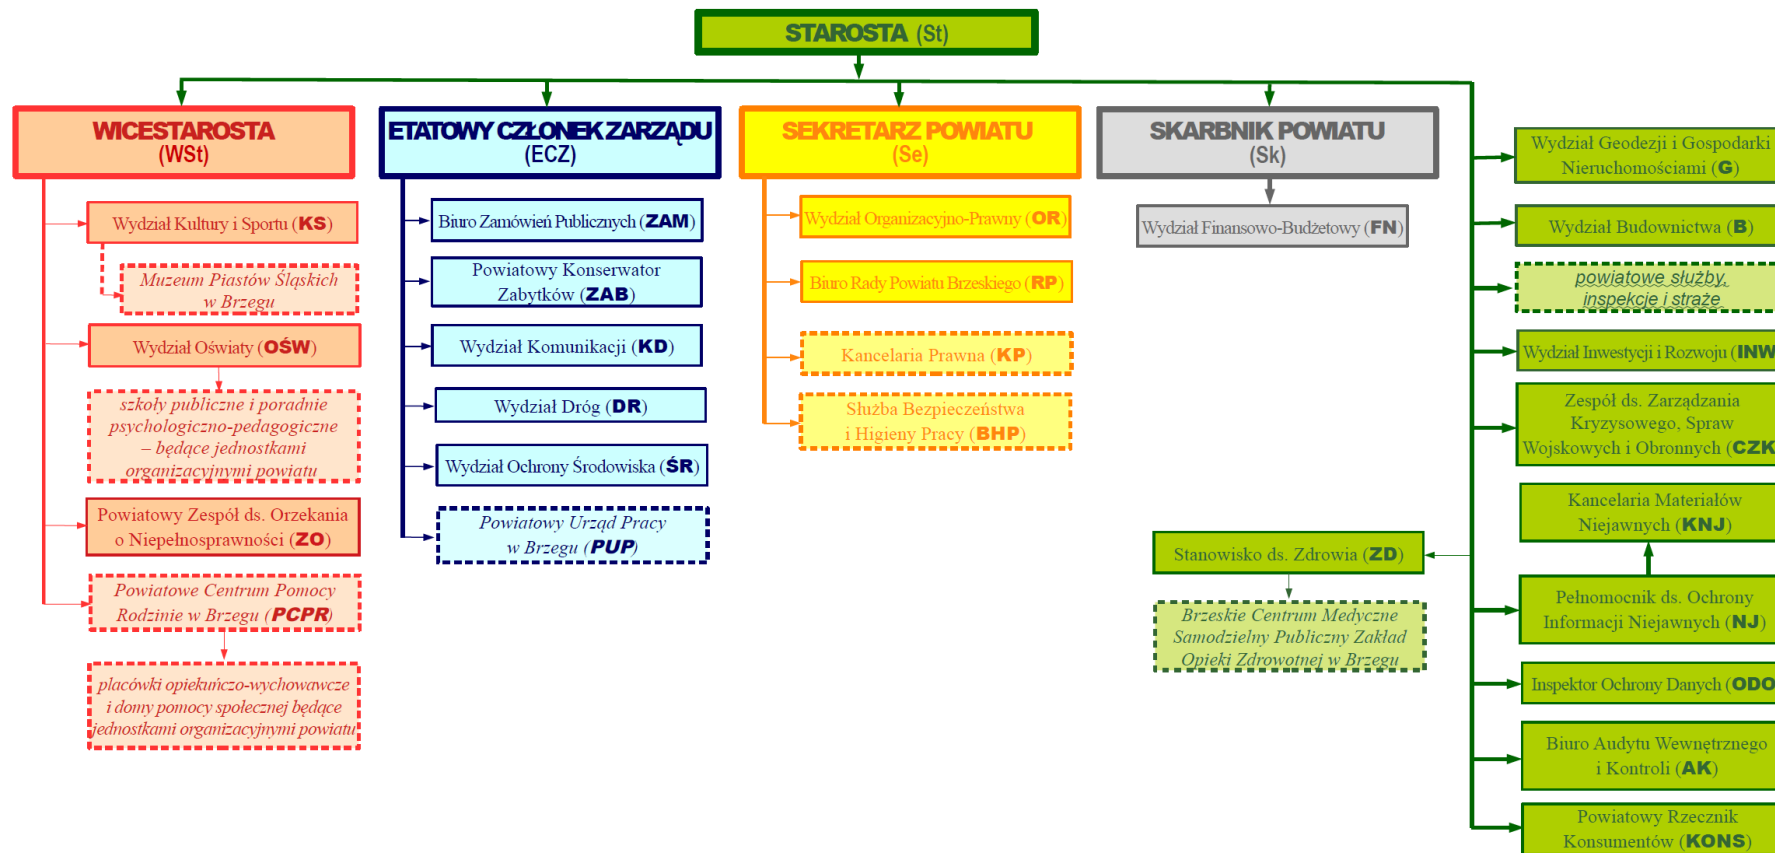 STAROSTA (St)
WICESTAROSTA
(WSt)
Wydział Kultury i Sportu (KS)
Muzeum Piastów Śląskich
w Brzegu
Wydział Oświaty (OŚW)
szkoły publiczne i poradnie
psychologiczno-pedagogiczne
– będące jednostkami
organizacyjnymi powiatu
Powiatowy Zespół ds. Orzekania
o Niepełnosprawności (ZO)
Powiatowe Centrum Pomocy
Rodzinie w Brzegu (PCPR)
placówki opiekuńczo-wychowawcze
i domy pomocy społecznej będące
jednostkami organizacyjnymi powiatu
ETATOWY CZŁONEK ZARZĄDU
(ECZ)
Biuro Zamówień Publicznych (ZAM)
Powiatowy Konserwator
Zabytków (ZAB)
Wydział Komunikacji (KD)
Wydział Dróg (DR)
Wydział Ochrony Środowiska (ŚR)
Powiatowy Urząd Pracy
w Brzegu (PUP)
SEKRETARZ POWIATU
(Se)
Wydział Organizacyjno-Prawny (OR)
Biuro Rady Powiatu Brzeskiego (RP)
Kancelaria Prawna (KP)
Służba Bezpieczeństwa
i Higieny Pracy (BHP)
SKARBNIK POWIATU
(Sk)
Wydział Finansowo-Budżetowy (FN)
Stanowisko ds. Zdrowia (ZD)
Brzeskie Centrum Medyczne
Samodzielny Publiczny Zakład
Opieki Zdrowotnej w Brzegu
Wydział Geodezji i Gospodarki
Nieruchomościami (G)
Wydział Budownictwa (B)
powiatowe służby,
inspekcje i straże
Wydział Inwestycji i Rozwoju (INW
Zespół ds. Zarządzania
Kryzysowego, Spraw
Wojskowych i Obronnych (CZK
Kancelaria Materiałów
Niejawnych (KNJ)
Pełnomocnik ds. Ochrony
Informacji Niejawnych (NJ)
Inspektor Ochrony Danych (ODO
Biuro Audytu Wewnętrznego
i Kontroli (AK)
Powiatowy Rzecznik
Konsumentów (KONS)